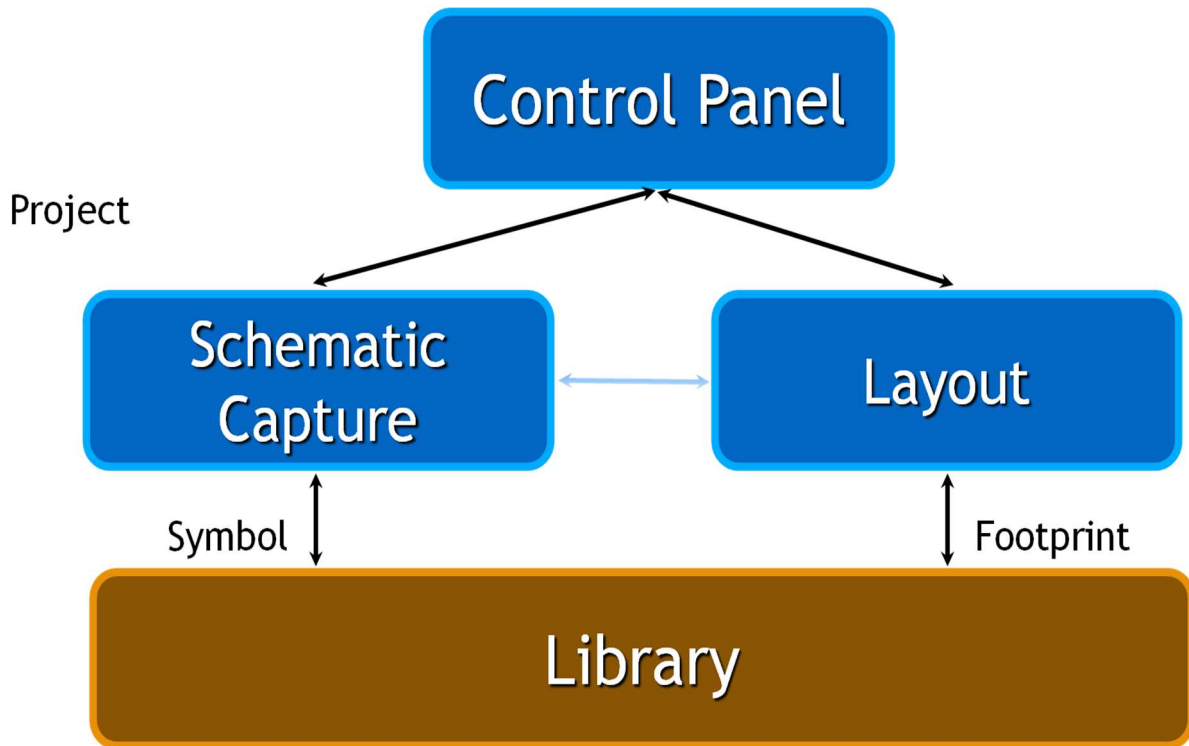 Control Panel
Project
Schematic
Capture
Layout
Symbol
Footprint
Library